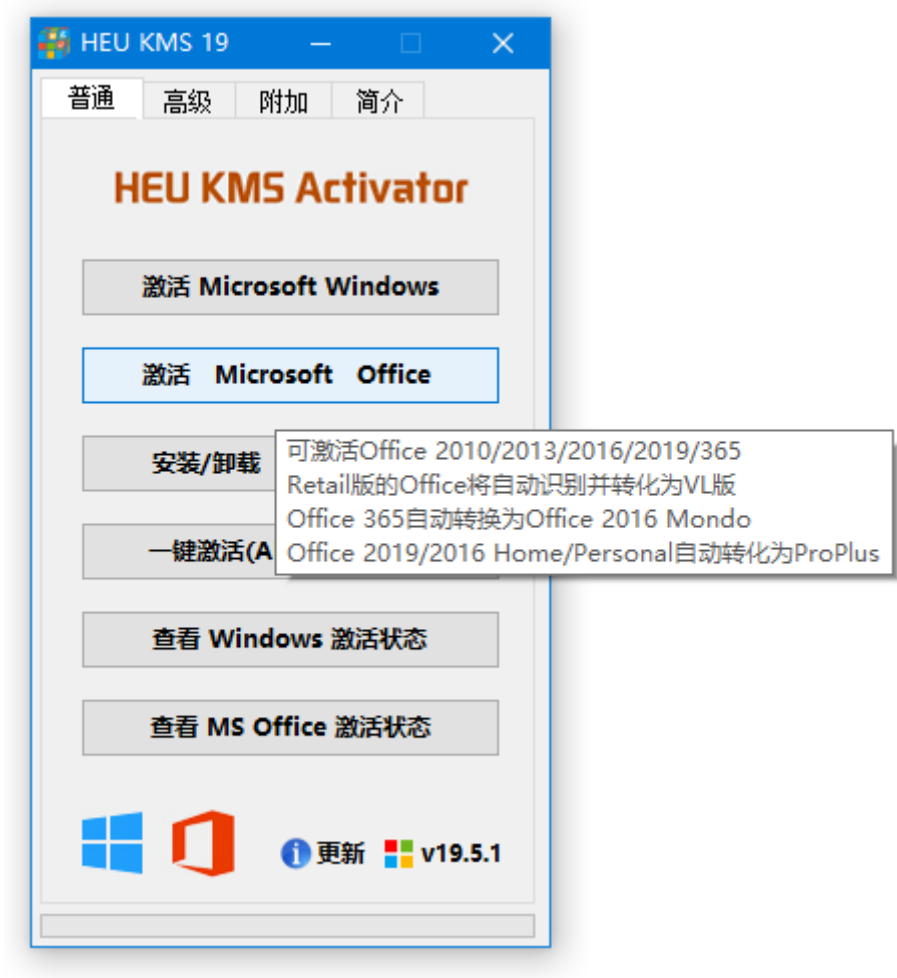 HEU KMS 19
普通 高级 附加 简介
HEU KMS Activator
激活 Microsoft Windows
激活 Microsoft Office
可激活Office 2010/2013/2016/2019/365
安装/卸载
Retail版的Office将自动识别并转化为VL版
Office 365自动转换为Office 2016 Mondo
一键激活(A
Office 2019/2016 Home/Personal自动转化为ProPlus
查看 Windows 激活状态
查看 MS Office 激活状态
更新 v19.5.1